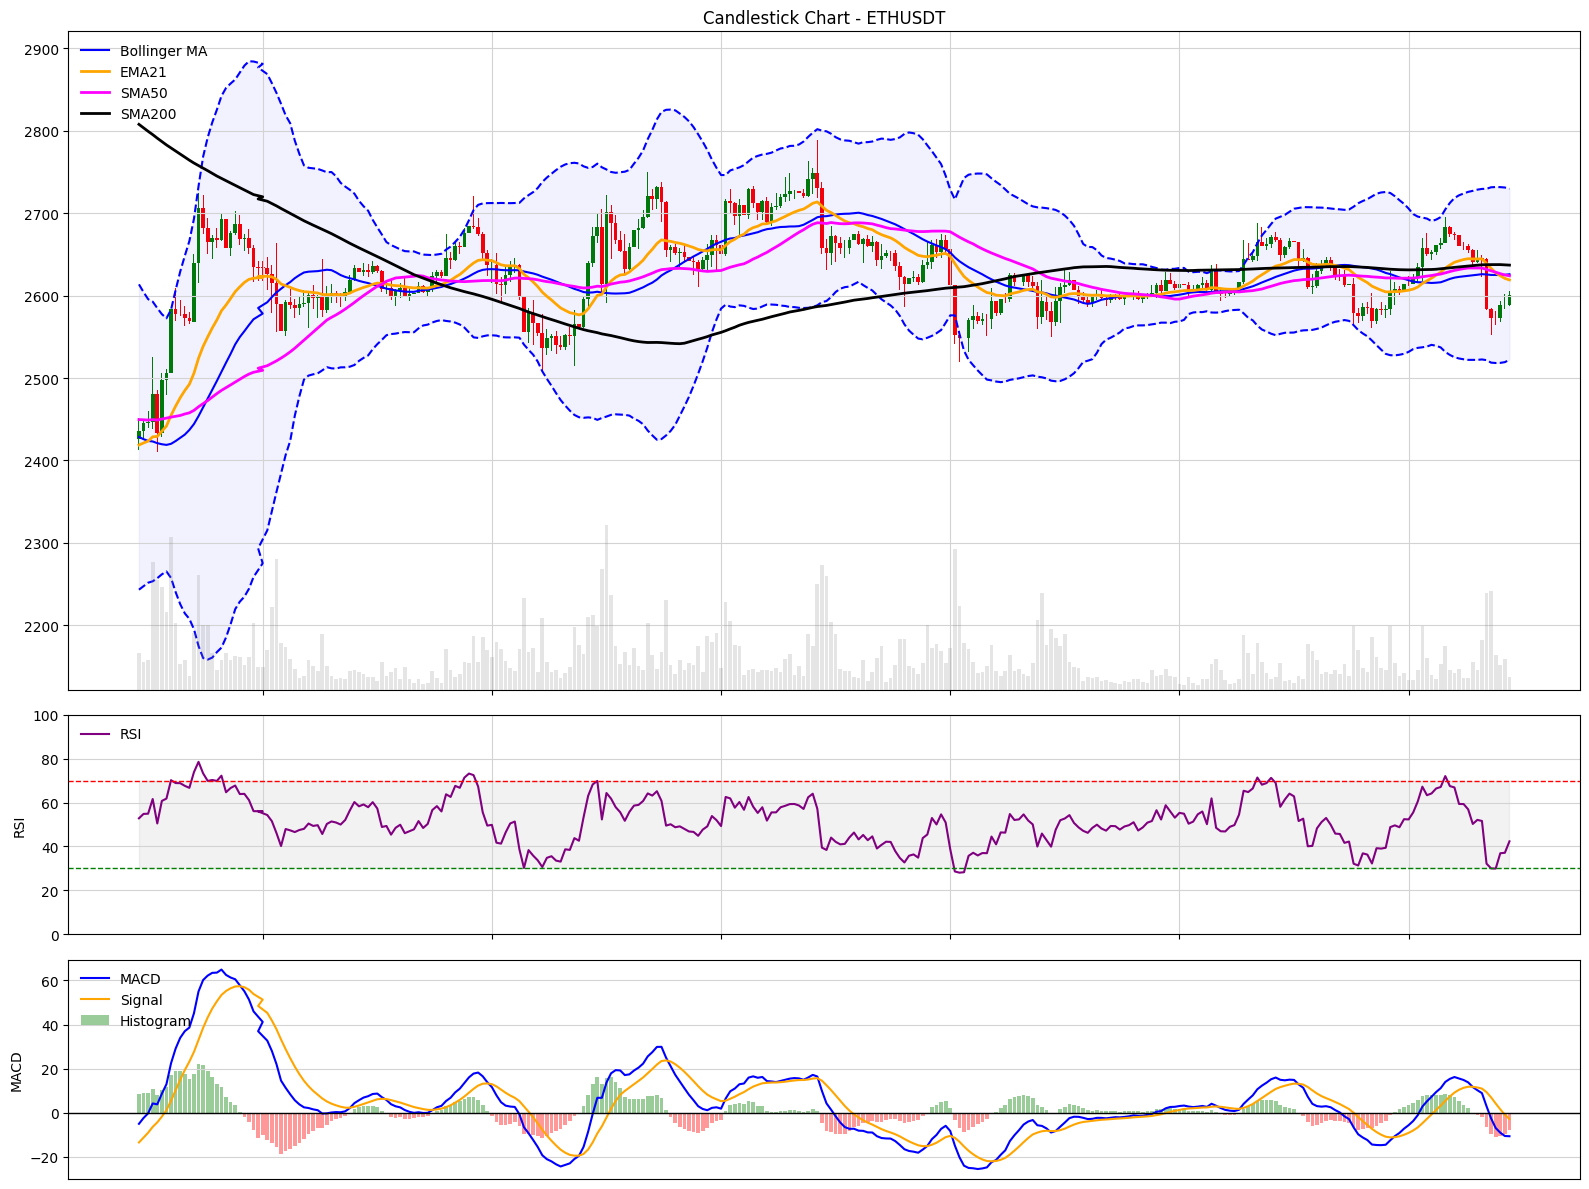 Candlestick Chart - ETHUSDT
2900
2800
2700
2600
2500
2400
2300
2200
Bollinger MA
EMA21
SMA50
SMA200
100
80
60
40
20
0
RSI
RSI
60
40
20
0
−20
MACD
MACD
Signal
Histogram